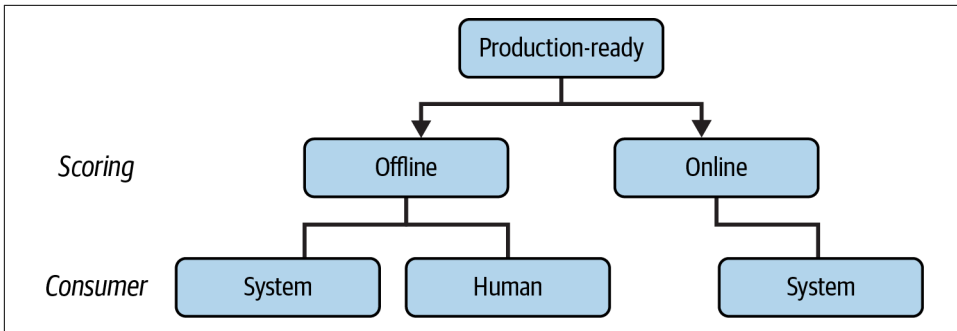 Production-ready
Scoring
Offline
Online
Consumer
System
Human
System